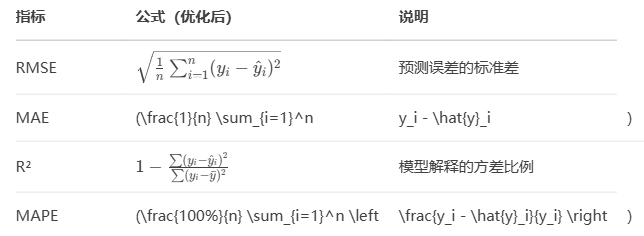 指标 公式（优化后） 说明
RMSE \sqrt{\frac{1}{n} \sum_{i=1}^{n}(y_i - \hat{y}_i)^2} 预测误差的标准差
MAE (\frac{1}{n} \sum_{i=1}^n y_i - \hat{y}_i )
R² 1 - \frac{\sum(y_i - \hat{y}_i)^2}{\sum(y_i - \bar{y})^2} 模型解释的方差比例
MAPE (\frac{100%}{n} \sum_{i=1}^n \left \frac{y_i - \hat{y}_i}{y_i} \right )